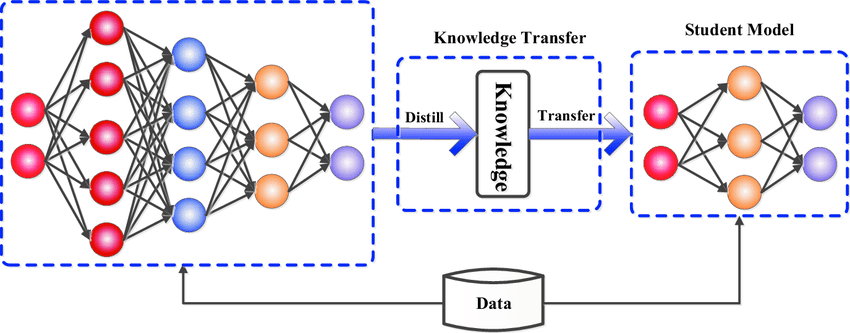 Knowledge Transfer
Student Model
Distill
Knowledge
Transfer
Data